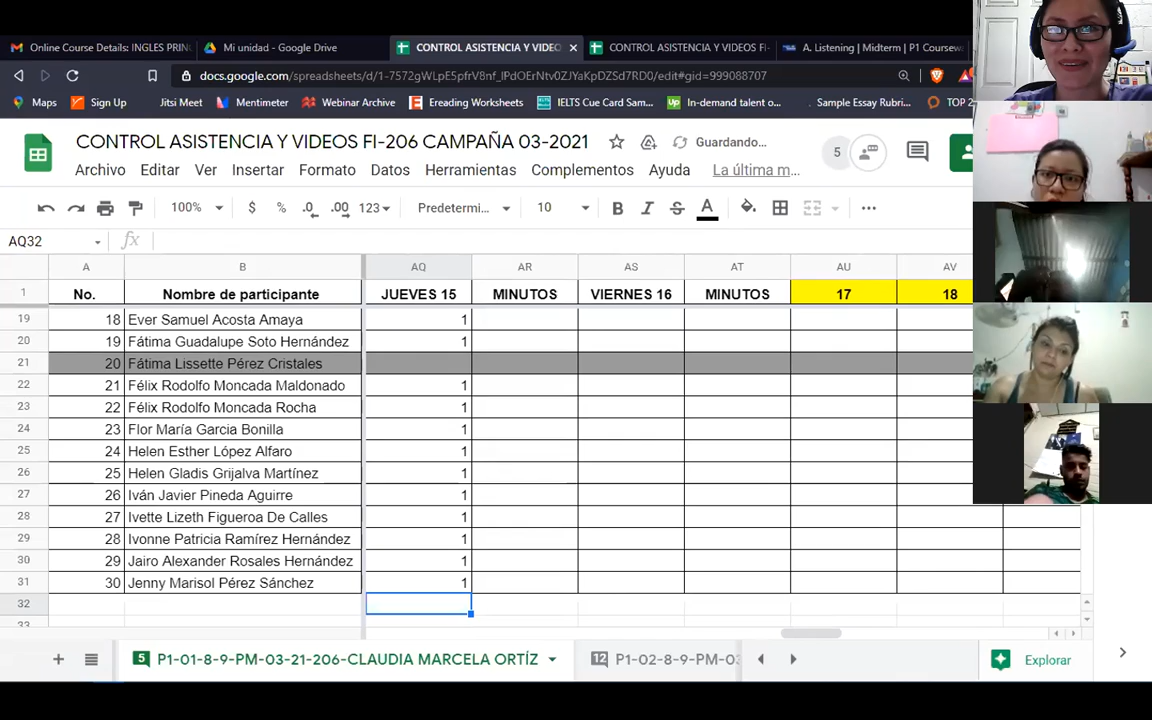 Online Course Details: INGLES PRIN
Mi unidad - Google Drive
CONTROL ASISTENCIA Y VIDEO
CONTROL ASISTENCIA Y VIDEOS FI-
A. Listening | Midterm | P1 Coursew
docs.google.com/spreadsheets/d/1-7572gWLpE5pfrV8nf_lPdOErNtv0ZJYaKpDZSd7RD0/edit#gid=999088707
Maps
Sign Up
Jitsi Meet
Mentimeter
Webinar Archive
Ereading Worksheets
IELTS Cue Card Sam...
In-demand talent o...
Sample Essay Rubri...
TOP 2
CONTROL ASISTENCIA Y VIDEOS FI-206 CAMPAÑA 03-2021
Guardando...
5
Archivo Editar Ver Insertar Formato Datos Herramientas Complementos Ayuda La última m...
100% $ % .0 .00 123 Predetermi... 10 B I S A
AQ32 fx
A B AQ AR AS AT AU AV
1 No. Nombre de participante JUEVES 15 MINUTOS VIERNES 16 MINUTOS 17 18
19 18 Ever Samuel Acosta Amaya 1
20 19 Fátima Guadalupe Soto Hernández 1
21 20 Fátima Lissette Pérez Cristales
22 21 Félix Rodolfo Moncada Maldonado 1
23 22 Félix Rodolfo Moncada Rocha 1
24 23 Flor María Garcia Bonilla 1
25 24 Helen Esther López Alfaro 1
26 25 Helen Gladis Grijalva Martínez 1
27 26 Iván Javier Pineda Aguirre 1
28 27 Ivette Lizeth Figueroa De Calles 1
29 28 Ivonne Patricia Ramírez Hernández 1
30 29 Jairo Alexander Rosales Hernández 1
31 30 Jenny Marisol Pérez Sánchez 1
32
33
5 P1-01-8-9-PM-03-21-206-CLAUDIA MARCELA ORTÍZ
12 P1-02-8-9-PM-03
Explorar